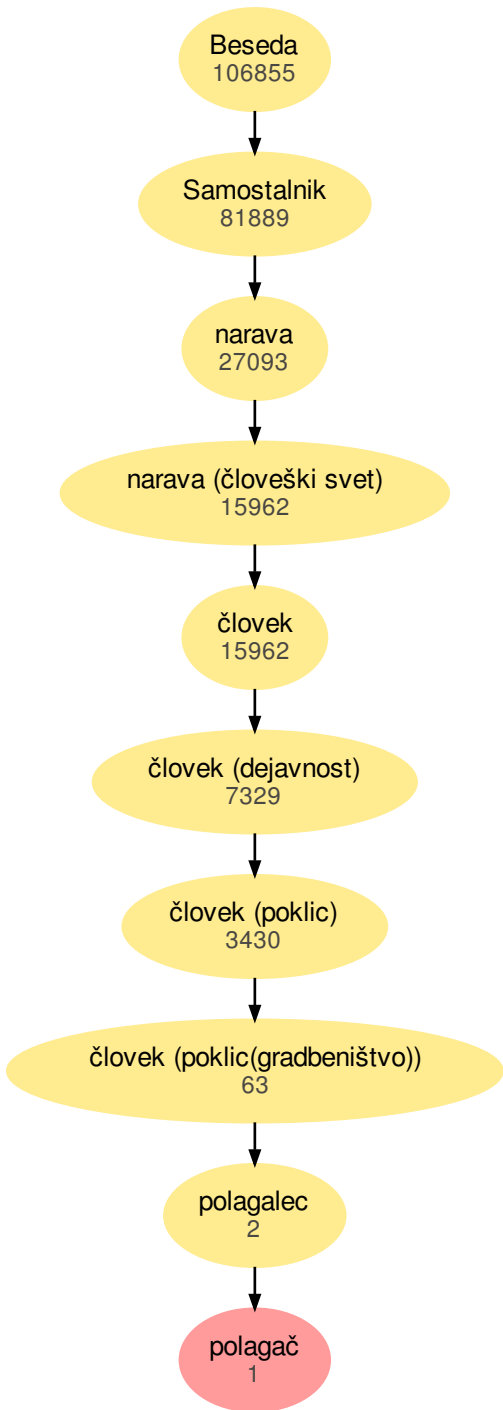 Beseda
106855
Samostalnik
81889
narava
27093
narava (človeški svet)
15962
človek
15962
človek (dejavnost)
7329
človek (poklic)
3430
človek (poklic(gradbeništvo))
63
polagalec
2
polagač
1